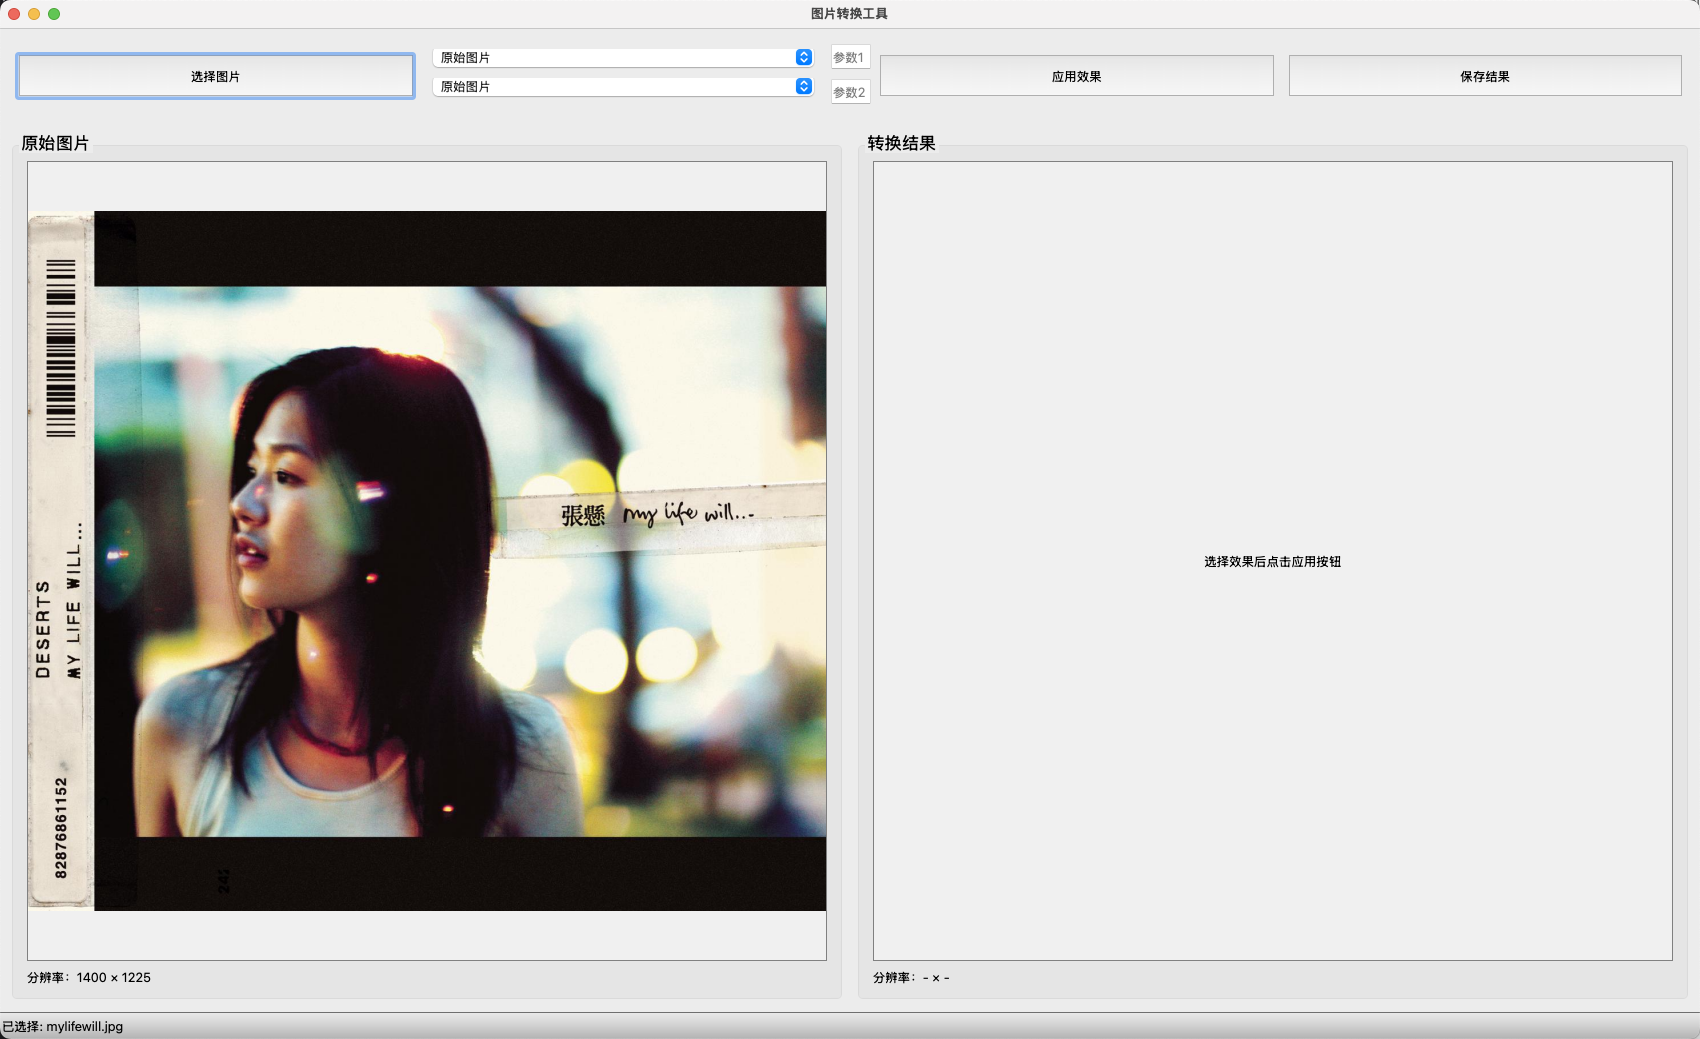 图片转换工具
选择图片
原始图片
原始图片
参数1
参数2
应用效果
保存结果
原始图片
转换结果
DESERTS
MY LIFE WILL...
82876861152
張懸 my life will...
242
选择效果后点击应用按钮
分辨率：1400 × 1225
分辨率：- × -
已选择: mylifewill.jpg